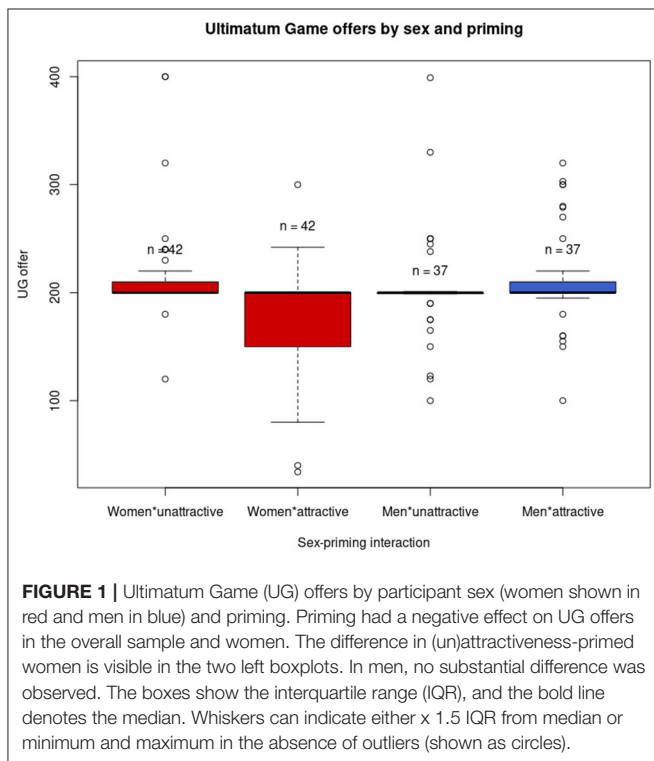 Ultimatum Game offers by sex and priming
UG offer
400
300
200
100
n = 42
n = 42
n = 37
n = 37
Women*unattractive
Women*attractive
Men*unattractive
Men*attractive
Sex-priming interaction
FIGURE 1 | Ultimatum Game (UG) offers by participant sex (women shown in
red and men in blue) and priming. Priming had a negative effect on UG offers
in the overall sample and women. The difference in (un)attractiveness-primed
women is visible in the two left boxplots. In men, no substantial difference was
observed. The boxes show the interquartile range (IQR), and the bold line
denotes the median. Whiskers can indicate either x 1.5 IQR from median or
minimum and maximum in the absence of outliers (shown as circles).